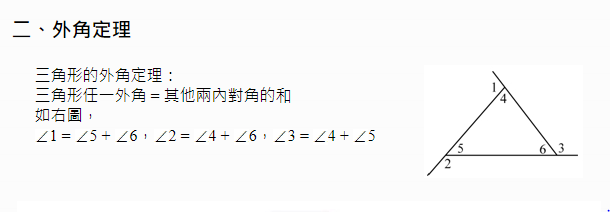 二、外角定理
三角形的外角定理：
三角形任一外角＝其他兩內對角的和
如右圖，
∠1 = ∠5 + ∠6，∠2 = ∠4 + ∠6，∠3 = ∠4 + ∠5
1
4
5
6 3
2